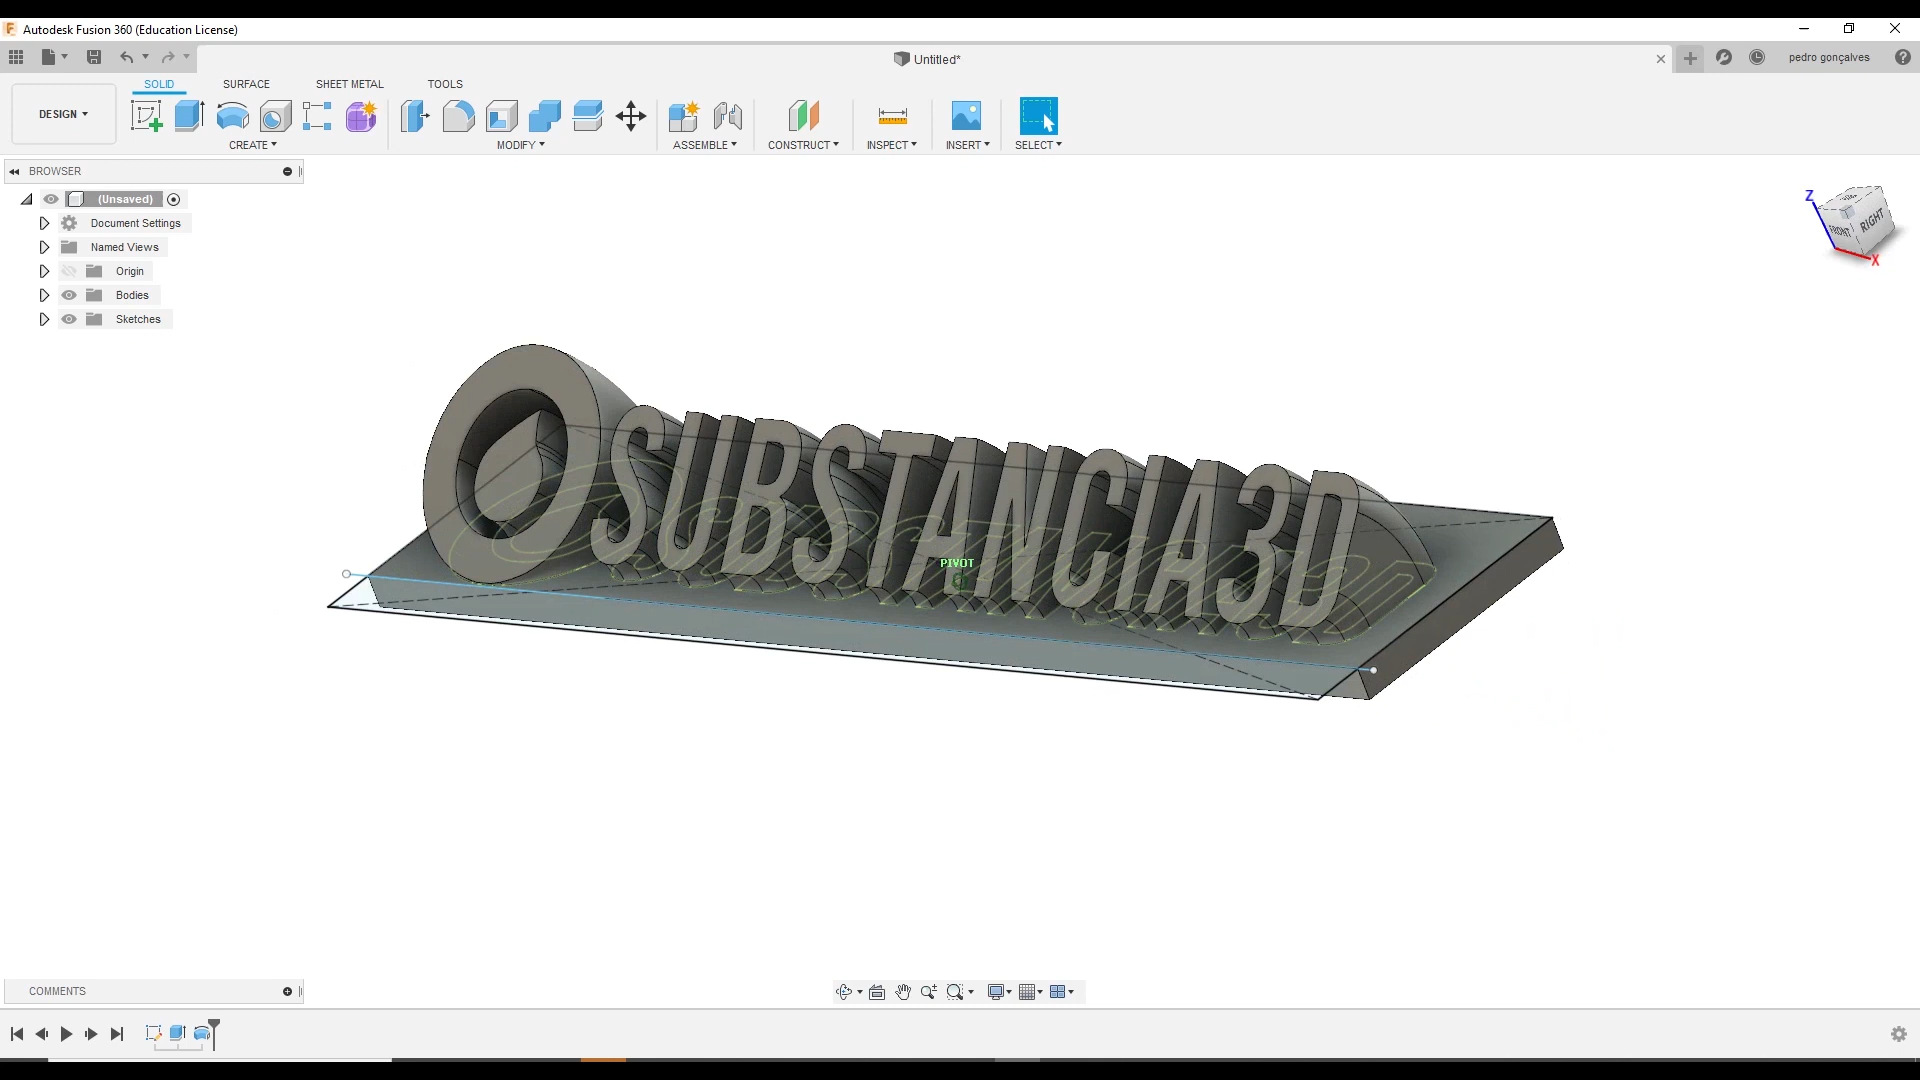 Autodesk Fusion 360 (Education License)
Untitled*
pedro gonçalves
SOLID
SURFACE
SHEET METAL
TOOLS
DESIGN
CREATE
MODIFY
ASSEMBLE
CONSTRUCT
INSPECT
INSERT
SELECT
BROWSER
(Unsaved)
Document Settings
Named Views
Origin
Bodies
Sketches
Z
TOP
FRONT
RIGHT
X
SUBSTANCIA3D
PIVOT
COMMENTS